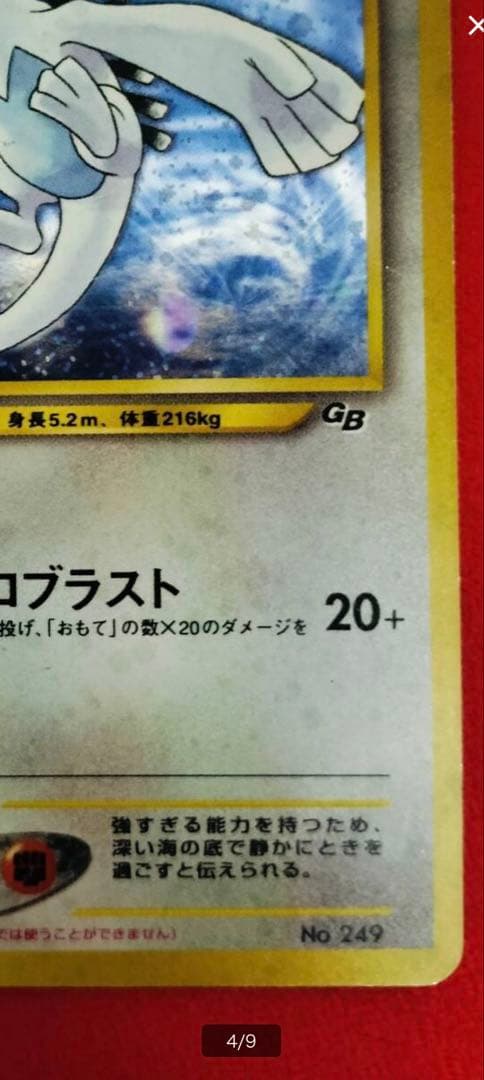 ×
身長5.2m、体重216kg
GB
ロブラスト
投げ、「おもて」の数×20のダメージを
20+
強すぎる能力を持つため、
深い海の底で静かにときを
過ごすと伝えられる。
では使うことができません)
No 249
4/9